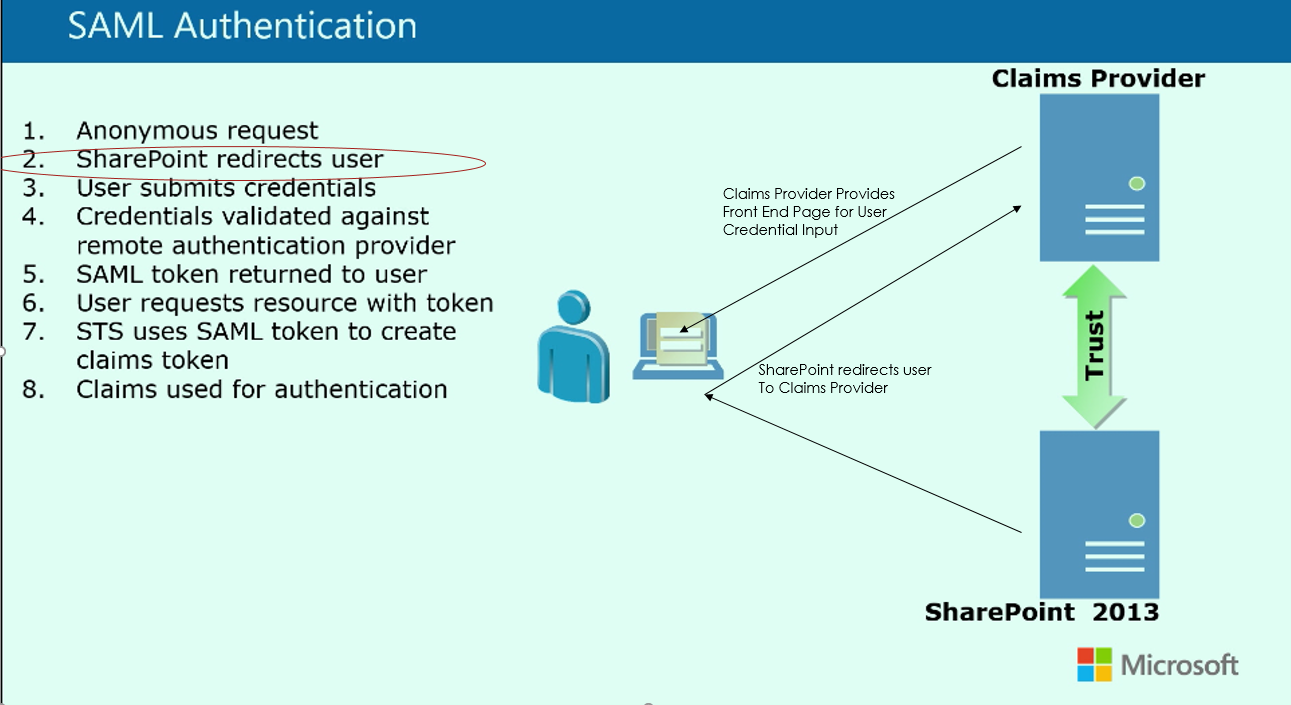 SAML Authentication
1. Anonymous request
2. SharePoint redirects user
3. User submits credentials
4. Credentials validated against
remote authentication provider
5. SAML token returned to user
6. User requests resource with token
7. STS uses SAML token to create
claims token
8. Claims used for authentication
Claims Provider
Claims Provider Provides
Front End Page for User
Credential Input
SharePoint redirects user
To Claims Provider
Trust
SharePoint 2013
Microsoft